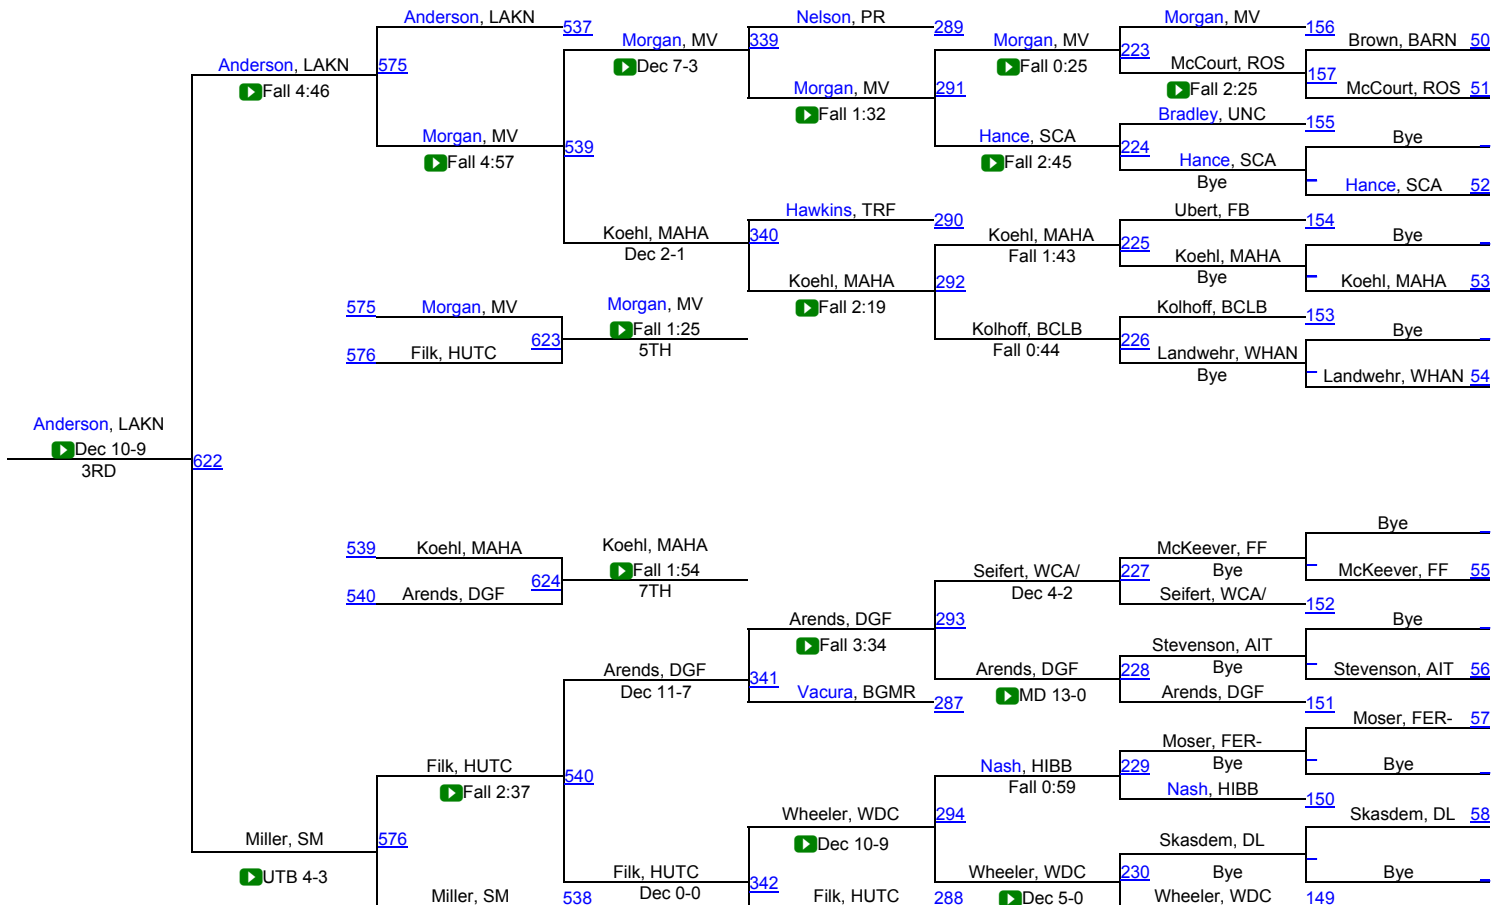 Anderson, LAKN
537
Nelson, PR
289
Morgan, MV
156
Brown, BARN 50
Morgan, MV
339
Dec 7-3
Morgan, MV
223
Fall 0:25
McCourt, ROS
157
Fall 2:25
McCourt, ROS 51
Anderson, LAKN
575
Fall 4:46
Morgan, MV
291
Fall 1:32
Bradley, UNC
155
Bye
Morgan, MV
539
Fall 4:57
Hance, SCA
224
Fall 2:45
Hance, SCA
Bye
Hance, SCA 52
Hawkins, TRF
290
Ubert, FB
154
Bye
Koehl, MAHA
340
Dec 2-1
Koehl, MAHA
225
Fall 1:43
Koehl, MAHA
Bye
Koehl, MAHA 53
Koehl, MAHA
292
Fall 2:19
575 Morgan, MV
Morgan, MV
Fall 1:25
623
5TH
576 Filk, HUTC
Kolhoff, BCLB
153
Bye
Kolhoff, BCLB
226
Fall 0:44
Landwehr, WHAN
Bye
Landwehr, WHAN 54
Anderson, LAKN
Dec 10-9
3RD
622
Bye
539 Koehl, MAHA
Koehl, MAHA
Fall 1:54
624
7TH
540 Arends, DGF
McKeever, FF
Bye
McKeever, FF 55
Seifert, WCA/
227
Dec 4-2
Seifert, WCA/
152
Bye
Arends, DGF
293
Fall 3:34
Stevenson, AIT
Bye
Stevenson, AIT 56
Arends, DGF
341
Dec 11-7
Arends, DGF
228
MD 13-0
Arends, DGF
151
Vacura, BGMR
287
Moser, FER- 57
Moser, FER-
Bye
Bye
Filk, HUTC
540
Fall 2:37
Nash, HIBB
229
Fall 0:59
Nash, HIBB
150
Wheeler, WDC
294
Dec 10-9
Skasdem, DL 58
Miller, SM
576
UTB 4-3
Skasdem, DL
Bye
Bye
Filk, HUTC
342
Dec 0-0
Wheeler, WDC
230
Dec 5-0
Miller, SM
538
Filk, HUTC
288
Wheeler, WDC
149